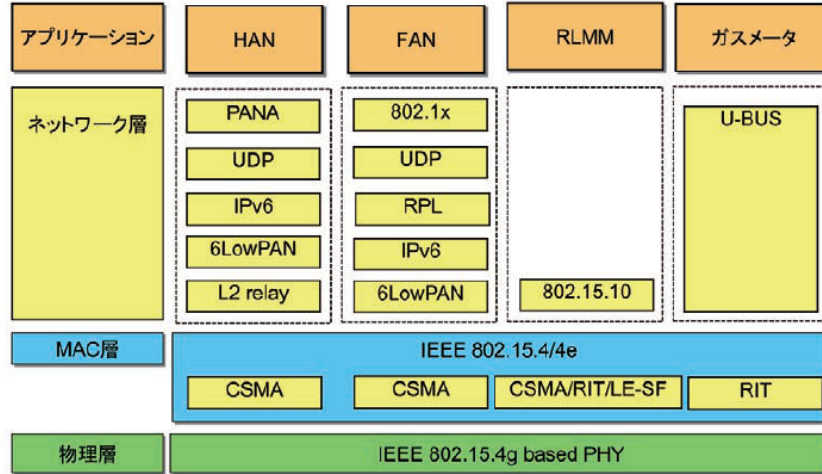 アプリケーション
HAN
FAN
RLMM
ガスメータ
ネットワーク層
PANA
UDP
IPv6
6LowPAN
L2 relay
802.1x
UDP
RPL
IPv6
6LowPAN
802.15.10
U-BUS
MAC層
IEEE 802.15.4/4e
CSMA
CSMA
CSMA/RIT/LE-SF
RIT
物理層
IEEE 802.15.4g based PHY